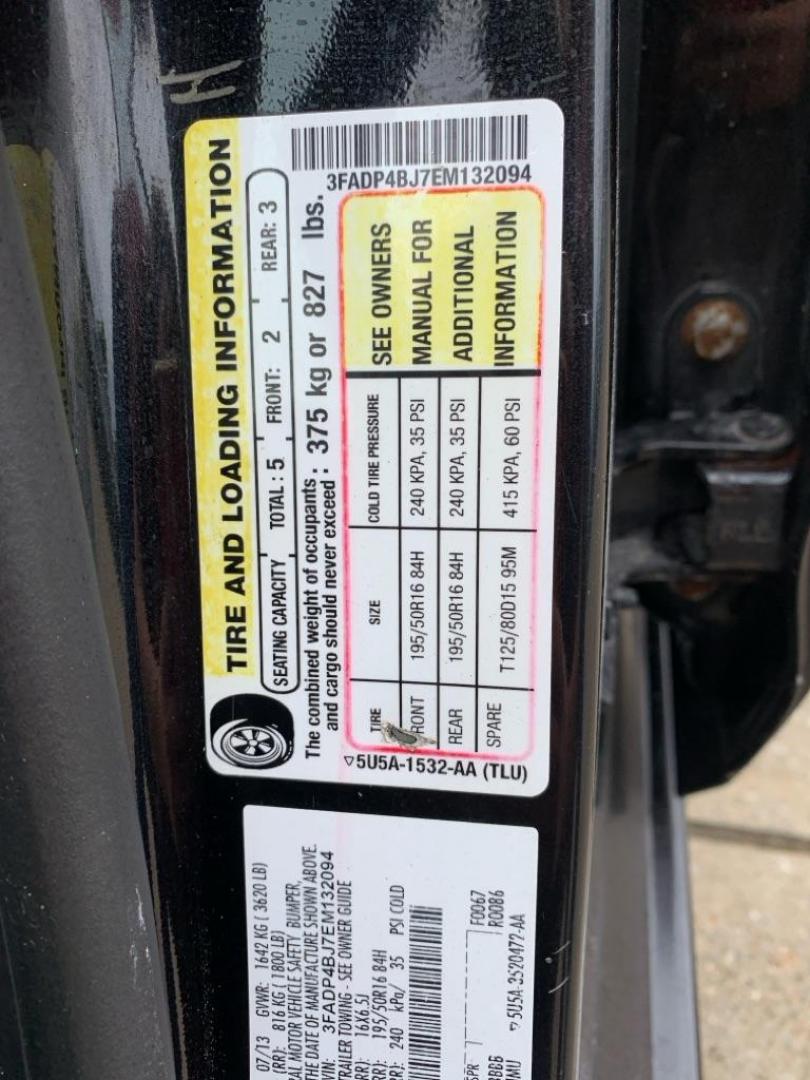 TIRE AND LOADING INFORMATION
3FADP4BJ7EM132094
SEATING CAPACITY TOTAL : 5 FRONT: 2 REAR: 3
The combined weight of occupants
and cargo should never exceed : 375 kg or 827 lbs.
TIRE SIZE COLD TIRE PRESSURE
FRONT 195/50R16 84H 240 KPA, 35 PSI
REAR 195/50R16 84H 240 KPA, 35 PSI
SPARE T125/80D15 95M 415 KPA, 60 PSI
SEE OWNERS
MANUAL FOR
ADDITIONAL
INFORMATION
5U5A-1532-AA (TLU)
07/13 GVWR: 1642 KG ( 3620 LB)
(RR): 816 KG ( 1800 LB)
MOTOR VEHICLE SAFETY, BUMPER,
THE DATE OF MANUFACTURE SHOWN ABOVE.
VIN: 3FADP4BJ7EM132094
TRAILER TOWING - SEE OWNER GUIDE
(RR): 16X6.5J
(RR): 195/50R16 84H
(RR): 240 kPa/ 35 PSI COLD
F0067
R0086
5U5A-3520472-AA